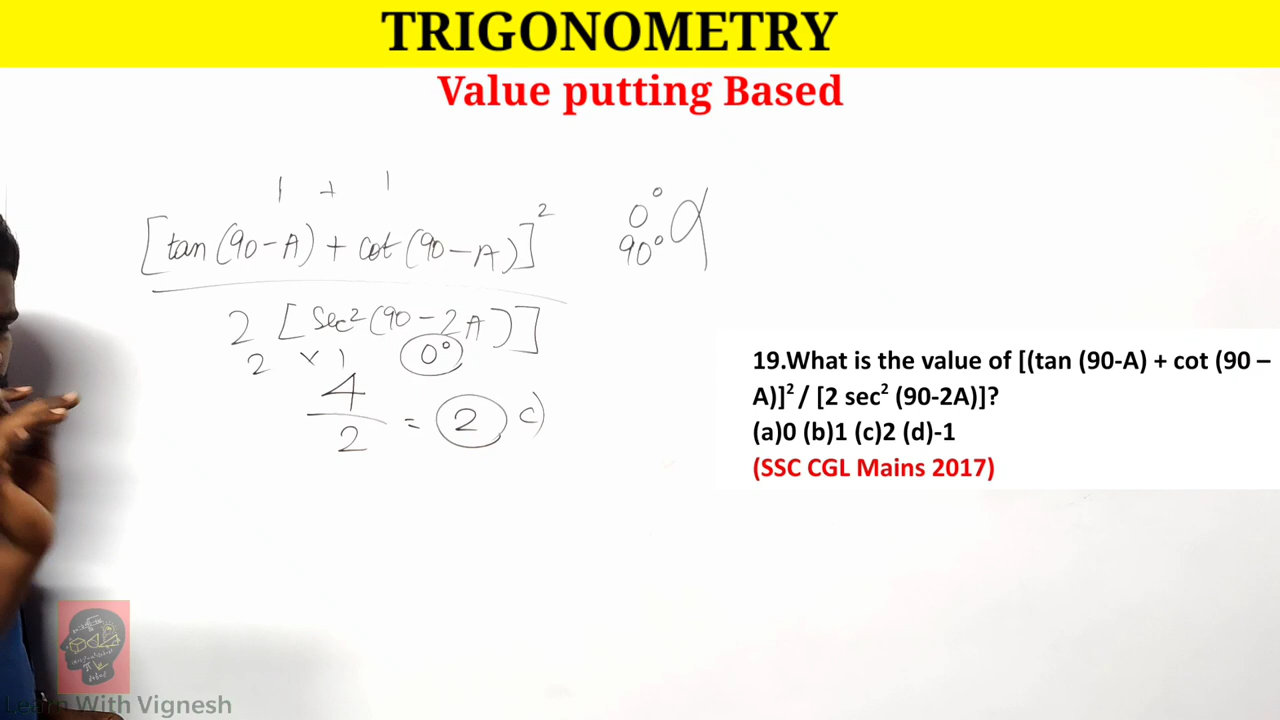 TRIGONOMETRY
Value putting Based
1 + 1
[tan (90-A) + cot (90-A)]²
2 [Sec² (90-2A)]
0°
90°
α
2 × 1 0°
4
2
= 2 c)
19.What is the value of [(tan (90-A) + cot (90 –
A)]² / [2 sec² (90-2A)]?
(a)0 (b)1 (c)2 (d)-1
(SSC CGL Mains 2017)
Learn With Vignesh